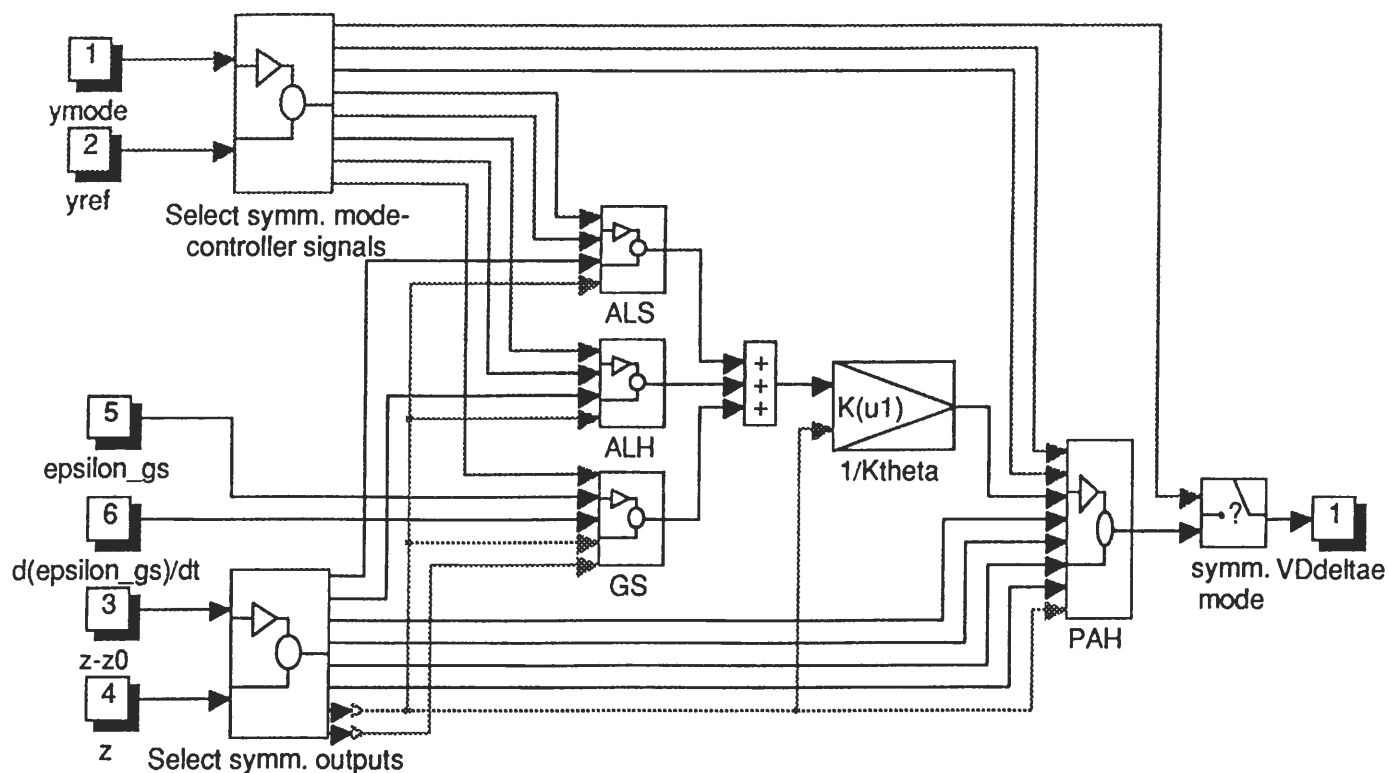 1
ymode
2
yref
Select symm. mode-
controller signals
ALS
ALH
GS
+
+
+
K(u1)
1/Ktheta
5
epsilon_gs
6
d(epsilon_gs)/dt
3
z-z0
4
z
Select symm. outputs
PAH
?
symm.
mode
1
VDdeltae